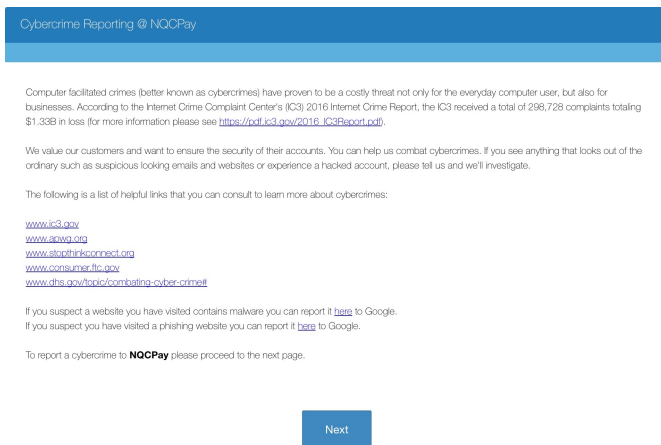 Cybercrime Reporting @ NQCPay
Computer facilitated crimes (better known as cybercrimes) have proven to be a costly threat not only for the everyday computer user, but also for
businesses. According to the Internet Crime Complaint Center's (IC3) 2016 Internet Crime Report, the IC3 received a total of 298,728 complaints totaling
$1.33B in loss (for more information please see https://pdf.ic3.gov/2016_IC3Report.pdf).
We value our customers and want to ensure the security of their accounts. You can help us combat cybercrimes. If you see anything that looks out of the
ordinary such as suspicious looking emails and websites or experience a hacked account, please tell us and we'll investigate.
The following is a list of helpful links that you can consult to learn more about cybercrimes:
www.ic3.gov
www.apwg.org
www.stopthinkconnect.org
www.consumer.ftc.gov
www.dhs.gov/topic/combating-cyber-crime#
If you suspect a website you have visited contains malware you can report it here to Google.
If you suspect you have visited a phishing website you can report it here to Google.
To report a cybercrime to NQCPay please proceed to the next page.
Next